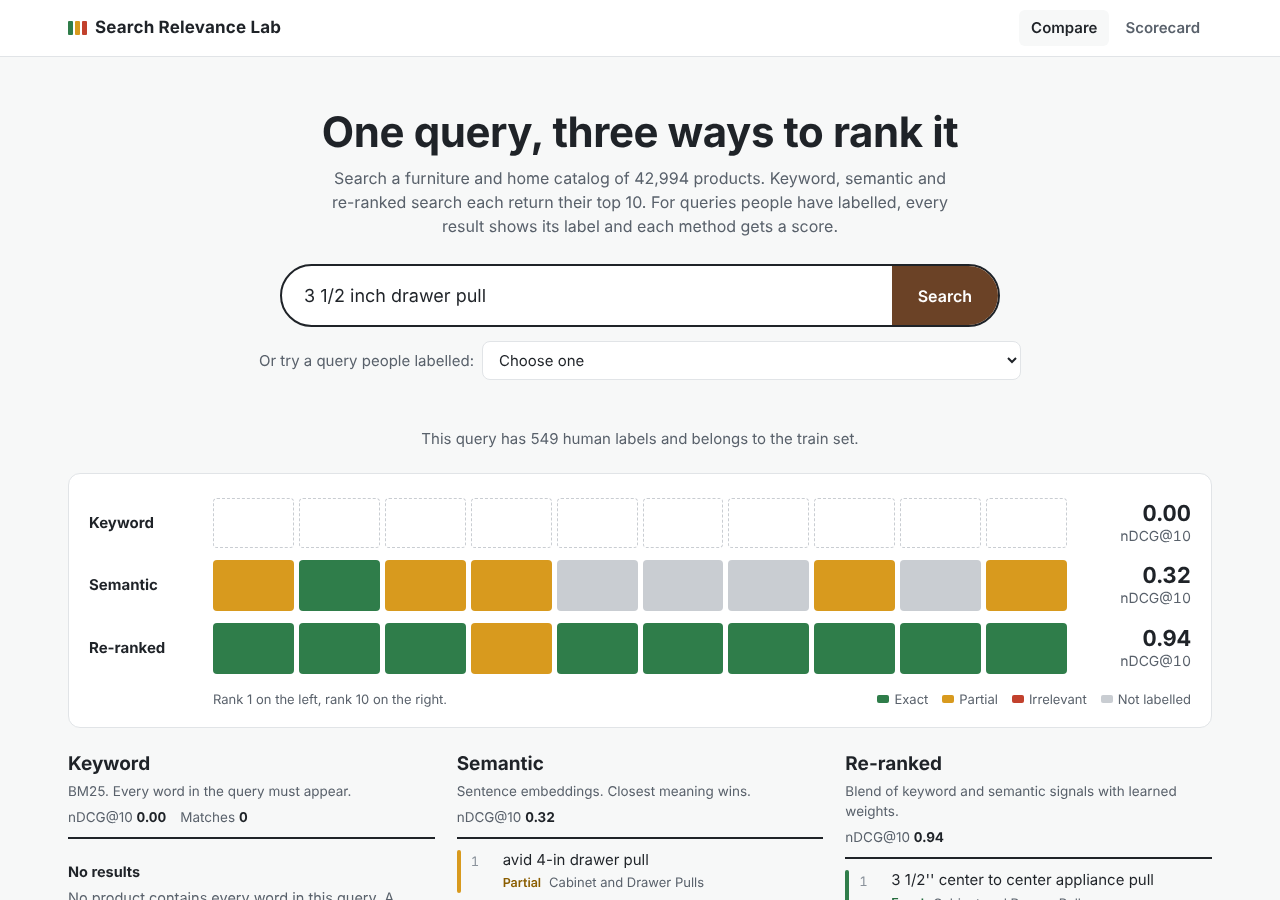 Search Relevance Lab
Compare
Scorecard
One query, three ways to rank it
Search a furniture and home catalog of 42,994 products. Keyword, semantic and
re-ranked search each return their top 10. For queries people have labelled, every
result shows its label and each method gets a score.
3 1/2 inch drawer pull
Search
Or try a query people labelled:
Choose one
This query has 549 human labels and belongs to the train set.
Keyword
0.00
nDCG@10
Semantic
0.32
nDCG@10
Re-ranked
0.94
nDCG@10
Rank 1 on the left, rank 10 on the right.
Exact
Partial
Irrelevant
Not labelled
Keyword
BM25. Every word in the query must appear.
nDCG@10 0.00 Matches 0
No results
No product contains every word in this query. A
Semantic
Sentence embeddings. Closest meaning wins.
nDCG@10 0.32
1 avid 4-in drawer pull
Partial Cabinet and Drawer Pulls
Re-ranked
Blend of keyword and semantic signals with learned
weights.
nDCG@10 0.94
1 3 1/2'' center to center appliance pull